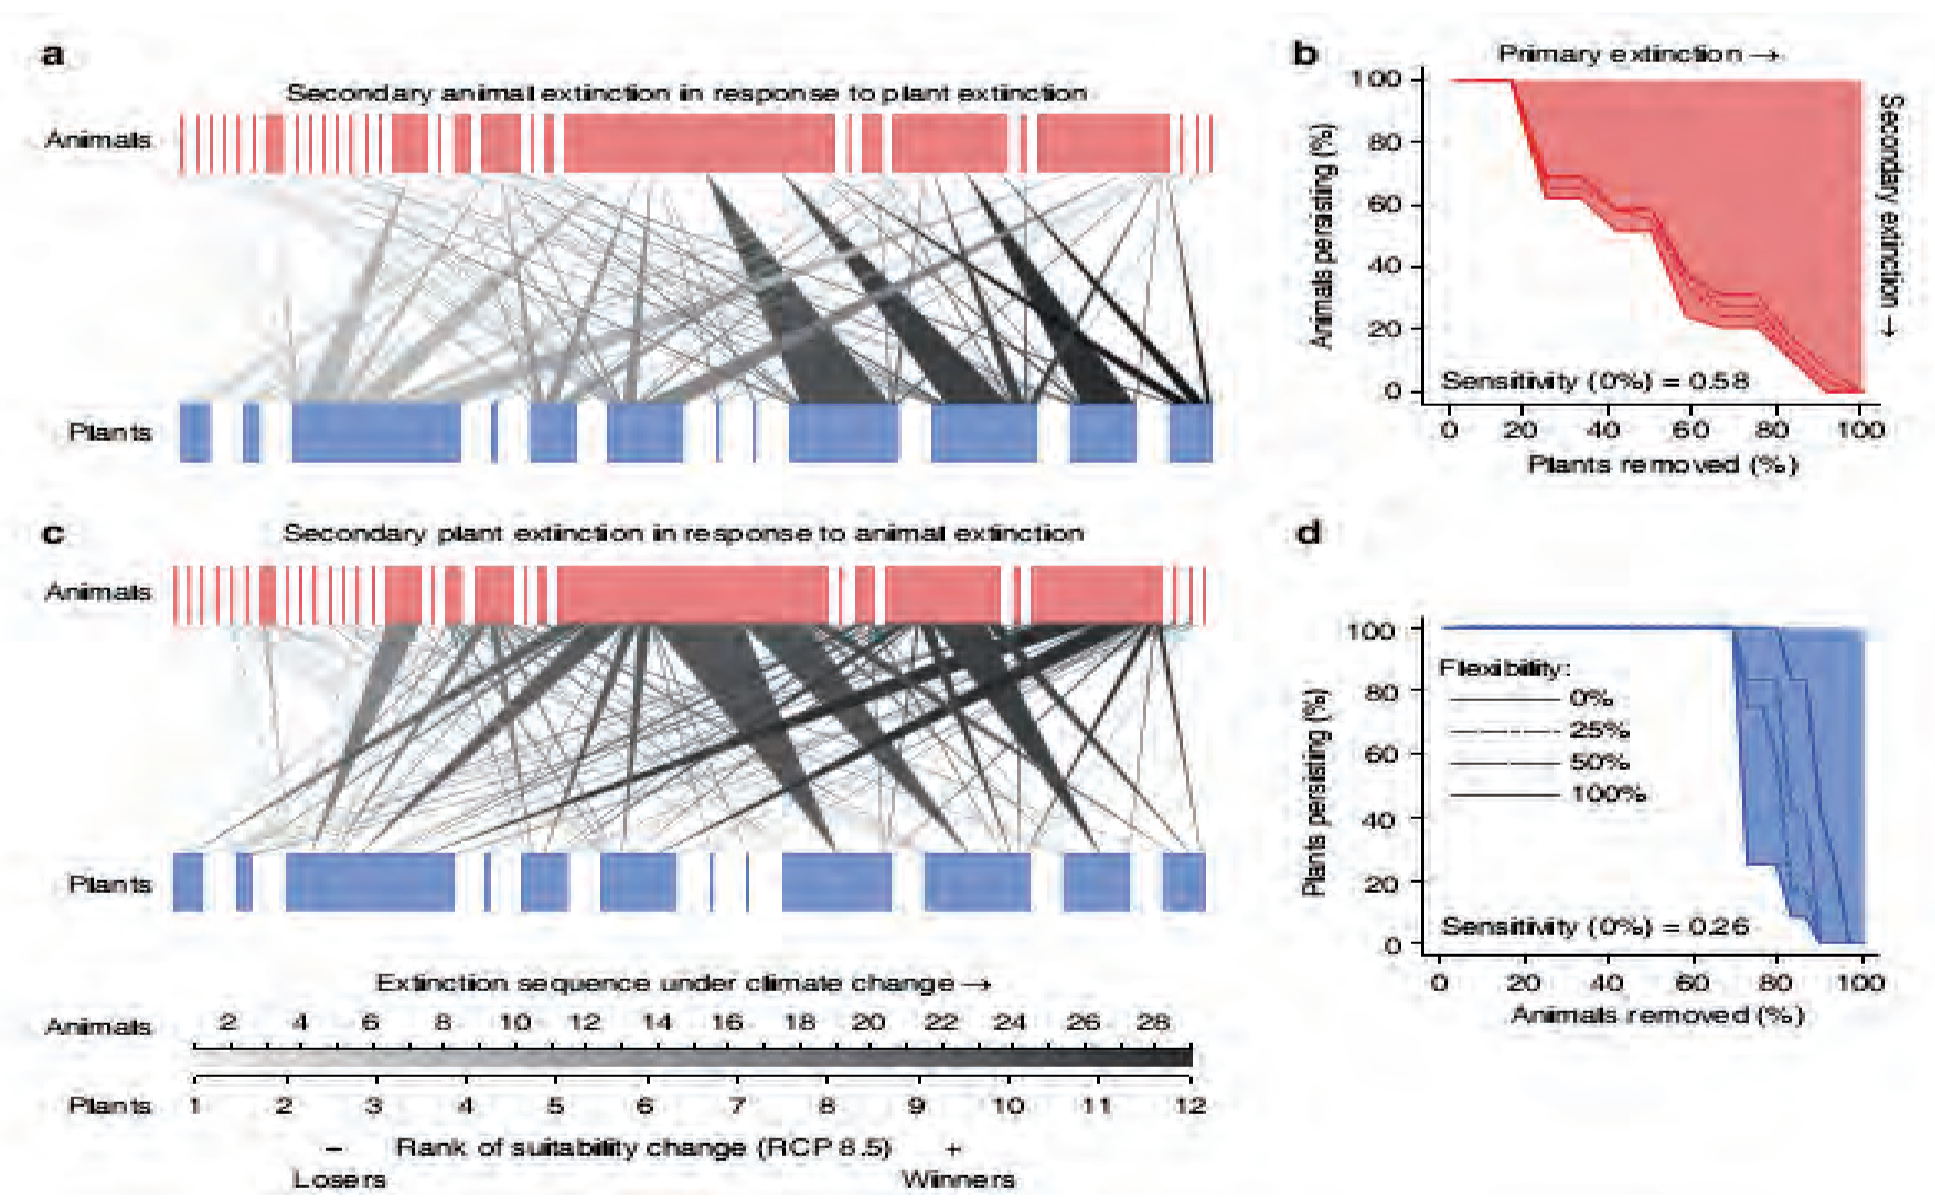 a
Secondary animal extinction in response to plant extinction
Animals
Plants
b
Primary extinction →
100
80
60
40
20
0
Animals persisting (%)
Secondary extinction →
Sensitivity (0%) = 0.58
0 20 40 60 80 100
Plants removed (%)
c
Secondary plant extinction in response to animal extinction
Animals
Plants
d
100
80
60
40
20
0
Plants persisting (%)
Flexibility:
0%
25%
50%
100%
Sensitivity (0%) = 0.26
0 20 40 60 80 100
Animals removed (%)
Extinction sequence under climate change →
Animals 2 4 6 8 10 12 14 16 18 20 22 24 26 28
Plants 1 2 3 4 5 6 7 8 9 10 11 12
− Rank of suitability change (RCP 8.5) +
Losers Winners